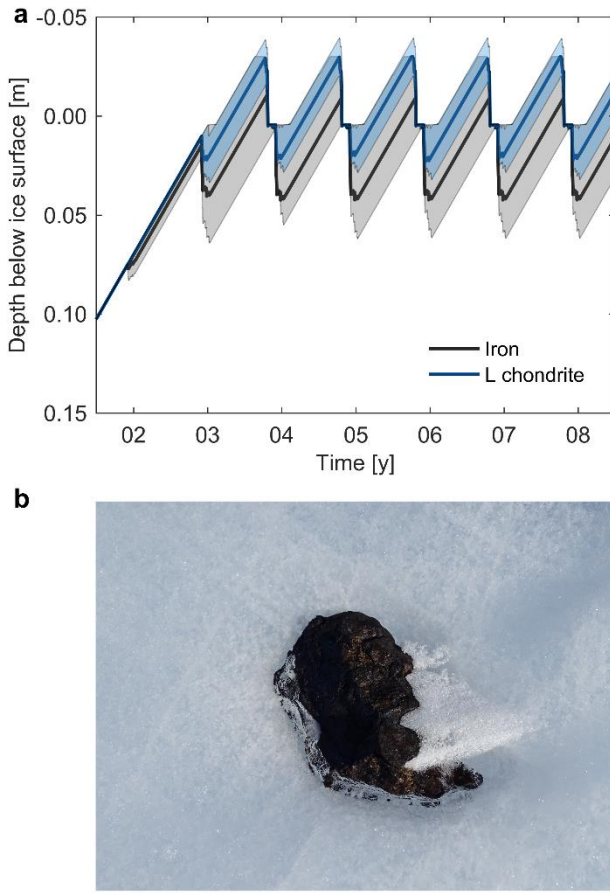 a
-0.05
0.00
0.05
0.10
0.15
Depth below ice surface [m]
Iron
L chondrite
02 03 04 05 06 07 08
Time [y]
b